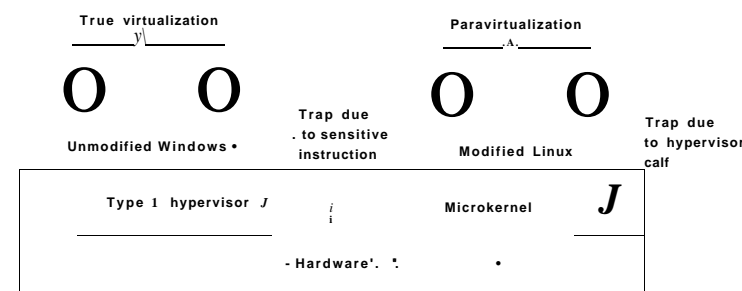 True virtualization
y\
Paravirtualization
.A.
O O
O O
Trap due
. to sensitive
instruction
Trap due
to hypervisor
calf
Unmodified Windows •
Modified Linux
Type 1 hypervisor J
i
i
Microkernel
J
- Hardware'. '.
•